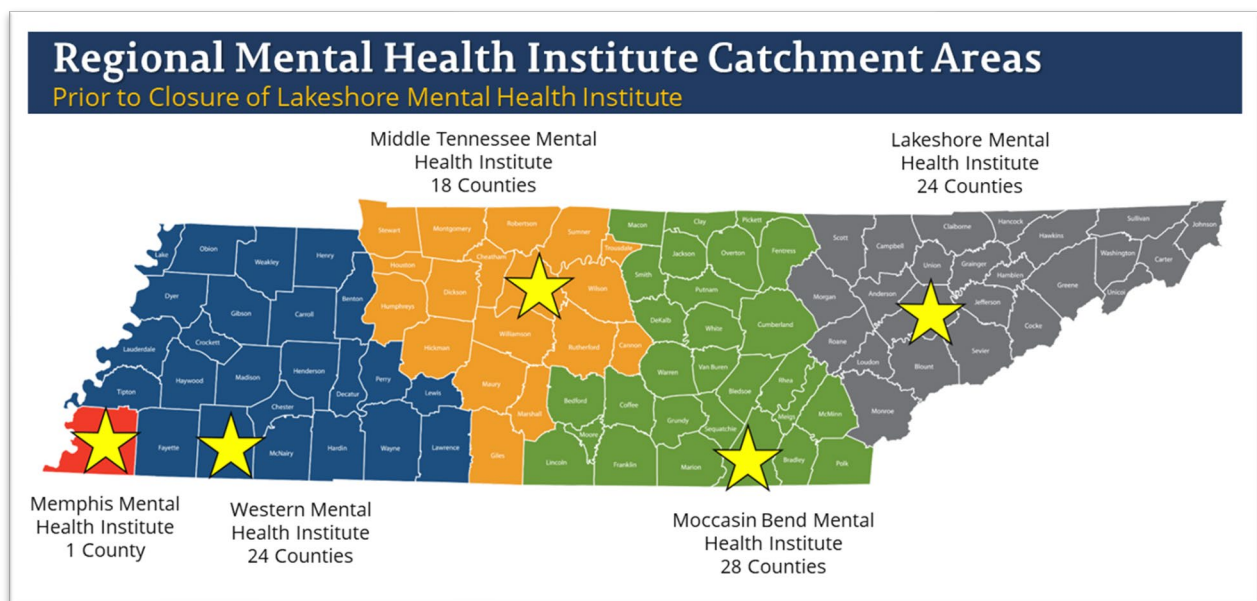 Regional Mental Health Institute Catchment Areas
Prior to Closure of Lakeshore Mental Health Institute
Middle Tennessee Mental
Health Institute
18 Counties
Lakeshore Mental
Health Institute
24 Counties
Stewart
Montgomery
Robertson
Sumner
Macon
Clay
Pickett
Scott
Campbell
Claiborne
Hancock
Hawkins
Sullivan
Johnson
Lake
Obion
Weakley
Henry
Houston
Cheatham
Trousdale
Smith
Jackson
Overton
Fentress
Union
Grainger
Hamblen
Washington
Carter
Unicoi
Greene
Dyer
Gibson
Carroll
Benton
Humphreys
Dickson
Wilson
Putnam
Morgan
Anderson
Jefferson
Cocke
Lauderdale
Crockett
Hickman
Williamson
Rutherford
Cannon
DeKalb
White
Cumberland
Roane
Loudon
Blount
Sevier
Tipton
Haywood
Madison
Henderson
Decatur
Perry
Lewis
Maury
Marshall
Warren
Van Buren
Bledsoe
Rhea
Meigs
McMinn
Monroe
Fayette
Chester
McNairy
Hardin
Wayne
Lawrence
Giles
Bedford
Coffee
Moore
Lincoln
Franklin
Grundy
Sequatchie
Marion
Bradley
Polk
Memphis Mental
Health Institute
1 County
Western Mental
Health Institute
24 Counties
Moccasin Bend Mental
Health Institute
28 Counties